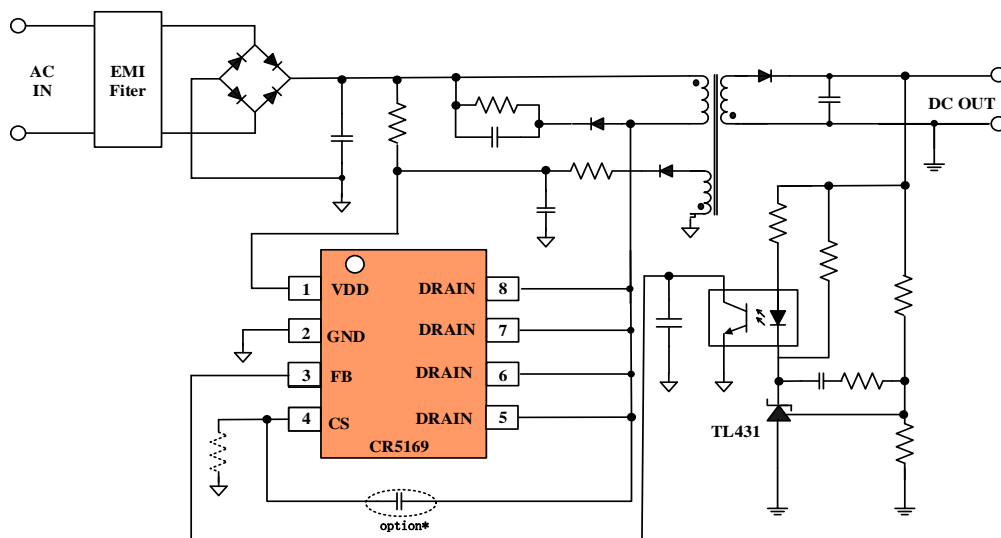 AC
IN
EMI
Fiter
DC OUT
1 VDD DRAIN 8
2 GND DRAIN 7
3 FB DRAIN 6
4 CS DRAIN 5
CR5169
TL431
option*